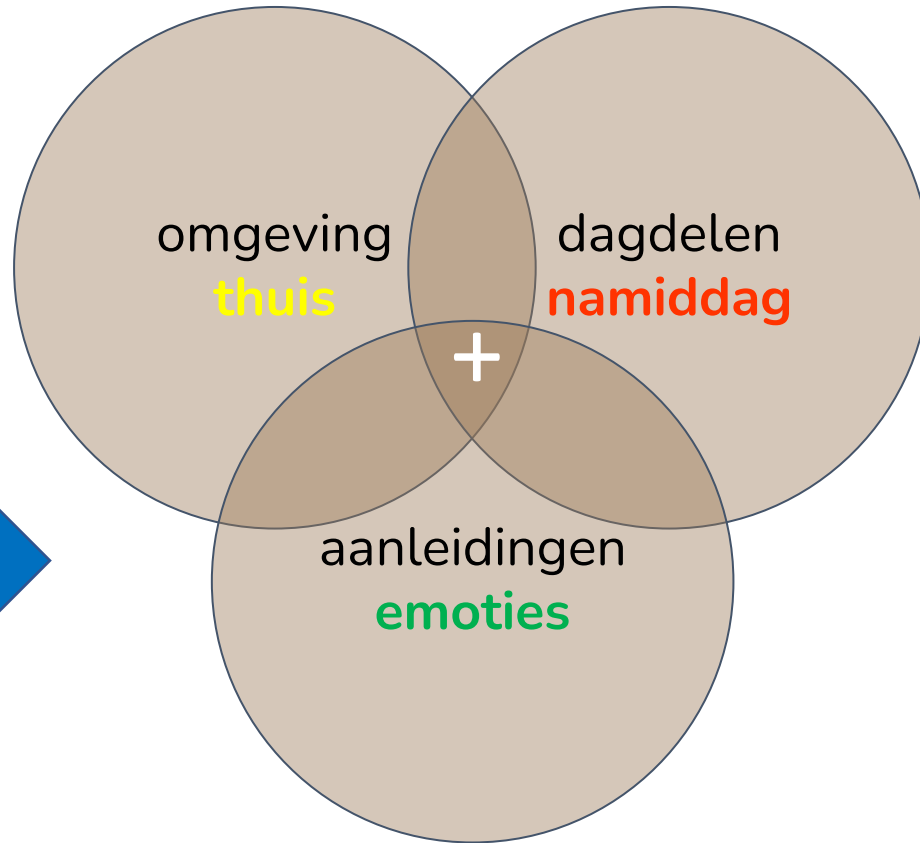 omgeving
thuis
dagdelen
namiddag
+
aanleidingen
emoties